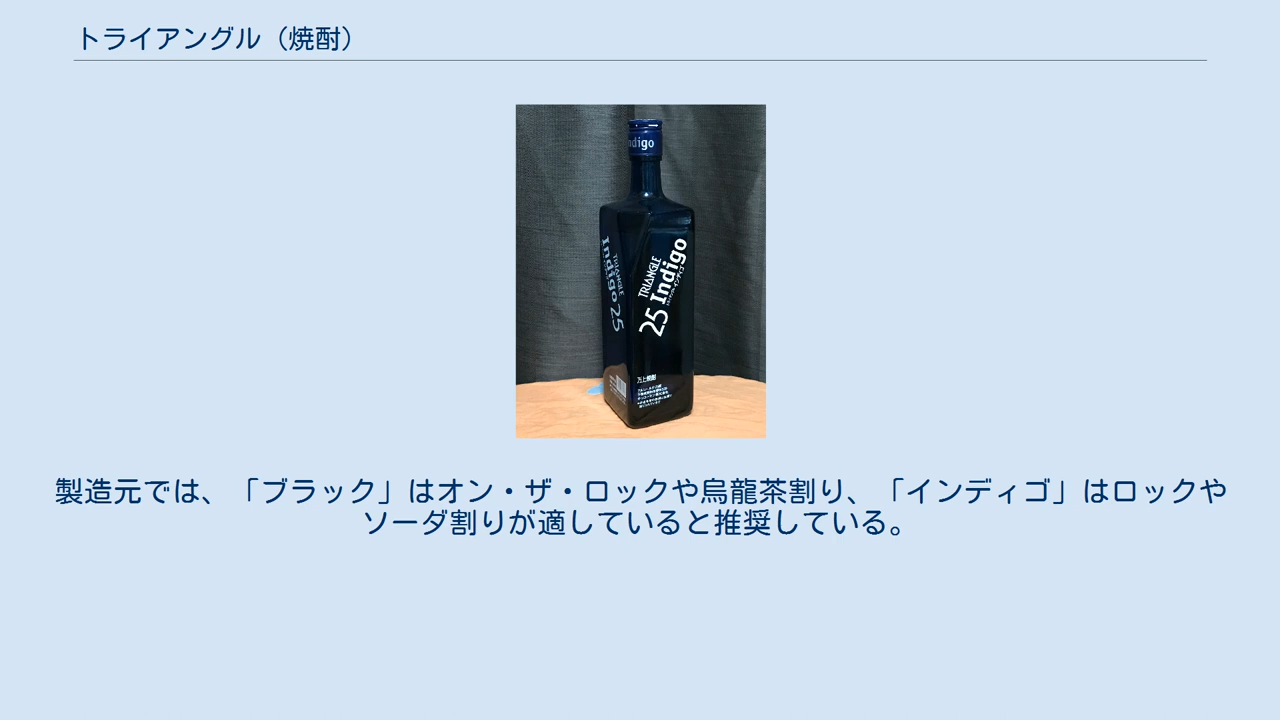 トライアングル（焼酎）
ndigo
TRIANGLE
Indigo 25
TRIANGLE
Indigo
25
製造元では、「ブラック」はオン・ザ・ロックや烏龍茶割り、「インディゴ」はロックや
ソーダ割りが適していると推奨している。